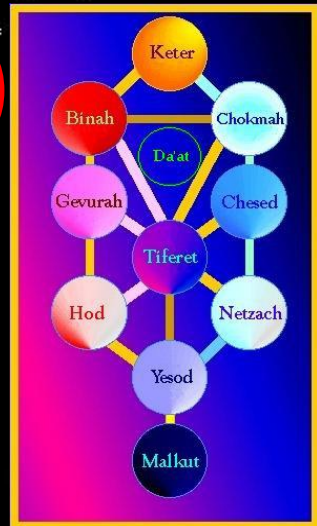 Keter
Binah Chokmah
Da'at
Gevurah Chesed
Tiferet
Hod Netzach
Yesod
Malkut